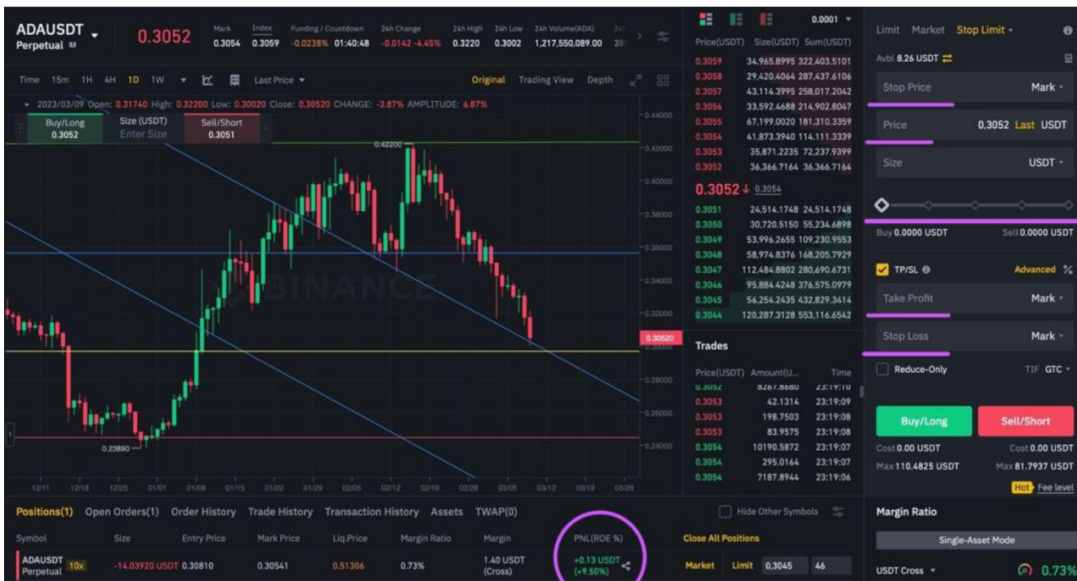 ADAUSDT
Perpetual
0.3052
Mark
0.3054
Index
0.3059
Funding / Countdown
-0.0238% 01:40:48
24h Change
-0.0142 -4.45%
24h High
0.3220
24h Low
0.3002
24h Volume(ADA)
1,217,550,089.00
Time 15m 1H 4H 1D 1W Last Price Original Trading View Depth
2023/03/09 Open: 0.31740 High: 0.32200 Low: 0.30020 Close: 0.30520 CHANGE: -3.87% AMPLITUDE: 6.87%
Buy/Long
0.3052
Size (USDT)
Enter Size
Sell/Short
0.3051
0.42200
0.23890
BINANCE
0.44000
0.42000
0.40000
0.38000
0.36000
0.34000
0.32000
0.30520
0.30000
0.28000
0.26000
0.24000
12/11 12/18 12/25 01/01 01/08 01/15 01/22 01/29 02/05 02/12 02/19 02/26 03/05 03/12 03/19 03/26
0.0001
Price(USDT) Size(USDT) Sum(USDT)
0.3059 34,965.8995 322,403.5101
0.3058 29,420.4064 287,437.6106
0.3057 43,114.3995 258,017.2042
0.3056 33,592.4688 214,902.8047
0.3055 67,199.0020 181,310.3359
0.3054 41,873.3940 114,111.3339
0.3053 35,871.2235 72,237.9399
0.3052 36,366.7164 36,366.7164
0.3052↓ 0.3054
0.3051 24,514.1748 24,514.1748
0.3050 30,720.5150 55,234.6898
0.3049 53,996.2655 109,230.9553
0.3048 58,974.8376 168,205.7929
0.3047 112,484.8802 280,690.6731
0.3046 95,884.4248 376,575.0979
0.3045 56,254.2435 432,829.3414
0.3044 120,287.3128 553,116.6542
Trades
Price(USDT) Amount(U... Time
0.3052 8267.8680 23:19:10
0.3053 42.1314 23:19:09
0.3053 198.7503 23:19:08
0.3053 83.9575 23:19:08
0.3054 10190.5872 23:19:07
0.3054 295.0164 23:19:07
0.3054 7187.8944 23:19:06
Limit Market Stop Limit
Avbl 8.26 USDT
Stop Price Mark
Price 0,3052 Last USDT
Size USDT
Buy 0.0000 USDT Sell 0.0000 USDT
TP/SL Advanced %
Take Profit Mark
Stop Loss Mark
Reduce-Only TIF GTC
Buy/Long Sell/Short
Cost 0.00 USDT Cost 0.00 USDT
Max 110.4825 USDT Max 81.7937 USDT
Hot Fee level
Margin Ratio
Single-Asset Mode
USDT Cross 0.73%
Positions(1) Open Orders(1) Order History Trade History Transaction History Assets TWAP(0) Hide Other Symbols
Symbol Size Entry Price Mark Price Liq.Price Margin Ratio Margin PNL(ROE %) Close All Positions
ADAUSDT
Perpetual 10x
-14.03920 USDT 0.30810 0.30541 0.51306 0.73%
1.40 USDT
(Cross)
+0.13 USDT
(+9.50%)
Market Limit 0,3045 46